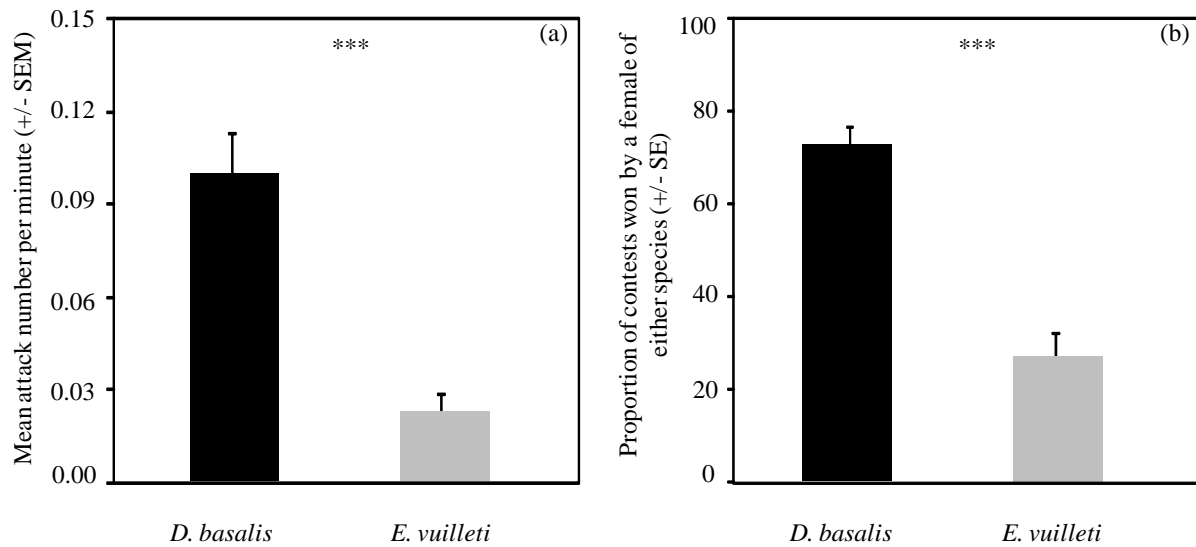 Mean attack number per minute (+/- SEM)
0.15
0.12
0.09
0.06
0.03
0.00
***
(a)
D. basalis
E. vuilleti
Proportion of contests won by a female of
either species (+/- SE)
100
80
60
40
20
0
***
(b)
D. basalis
E. vuilleti